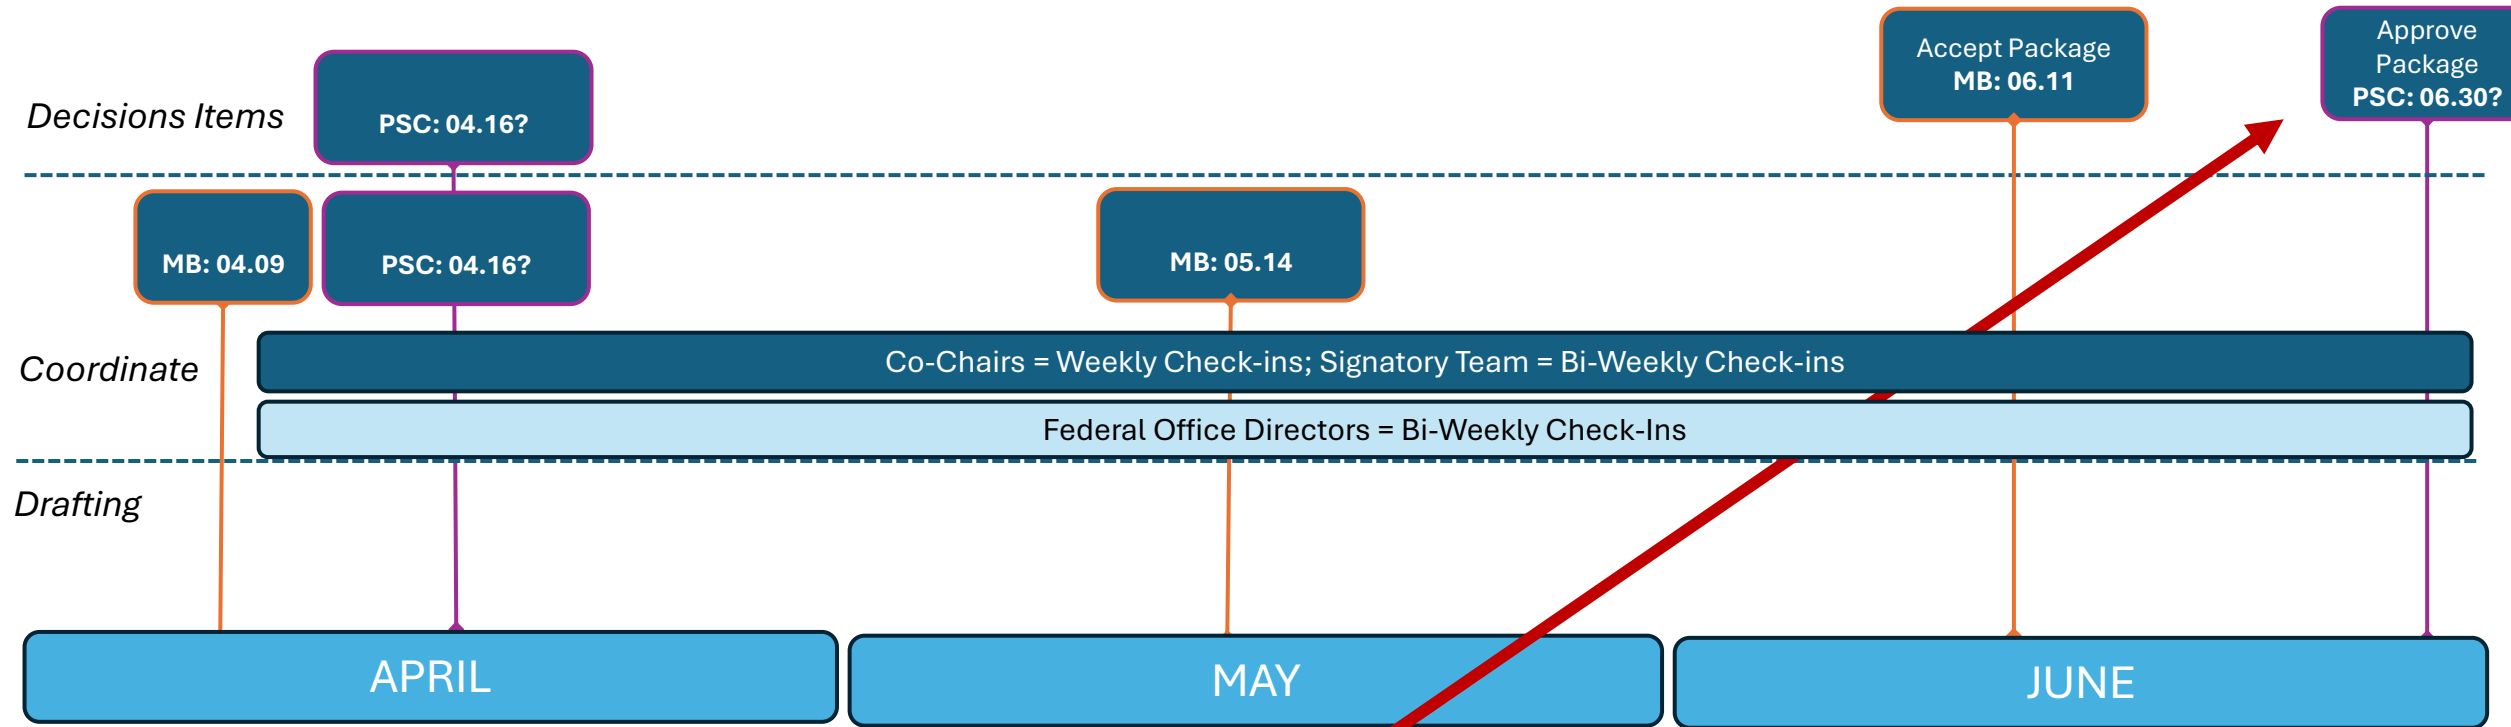 Decisions Items
PSC: 04.16?
Accept Package
MB: 06.11
Approve
Package
PSC: 06.30?
MB: 04.09
PSC: 04.16?
MB: 05.14
Coordinate
Co-Chairs = Weekly Check-ins; Signatory Team = Bi-Weekly Check-ins
Federal Office Directors = Bi-Weekly Check-Ins
Drafting
APRIL
MAY
JUNE